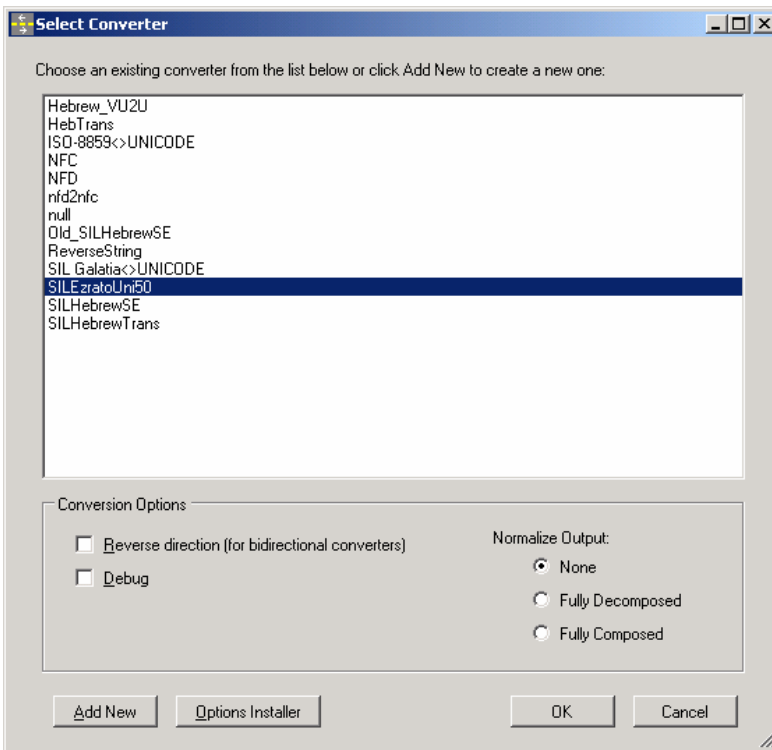 Select Converter
Choose an existing converter from the list below or click Add New to create a new one:
Hebrew_VU2U
HebTrans
ISO-8859<>UNICODE
NFC
NFD
nfd2nfc
null
Old_SILHebrewSE
ReverseString
SIL Galatia<>UNICODE
SILEzratoUni50
SILHebrewSE
SILHebrewTrans
Conversion Options
Reverse direction (for bidirectional converters)
Debug
Normalize Output:
None
Fully Decomposed
Fully Composed
Add New
Options Installer
OK
Cancel